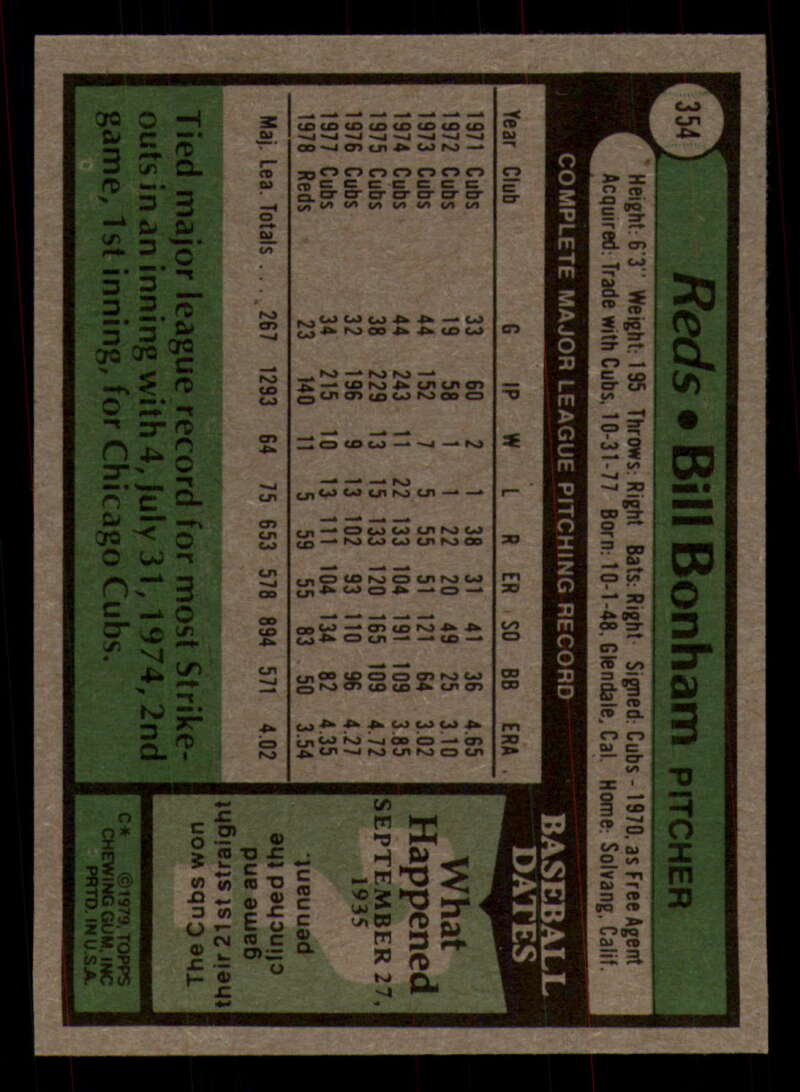 354
Reds • Bill Bonham PITCHER
Height: 6'3" Weight: 195 Throws: Right Bats: Right Signed: Cubs - 1970, as Free Agent
Acquired: Trade with Cubs, 10-31-77 Born: 10-1-48, Glendale, Cal. Home: Solvang, Calif.
COMPLETE MAJOR LEAGUE PITCHING RECORD
Year Club G IP W L R ER SO BB ERA
1971 Cubs 33 60 2 1 38 31 41 36 4.65
1972 Cubs 19 58 1 1 22 20 49 25 3.10
1973 Cubs 44 152 7 5 55 51 121 64 3.02
1974 Cubs 44 243 11 22 133 104 191 109 3.85
1975 Cubs 38 229 13 15 133 120 165 109 4.72
1976 Cubs 32 196 9 13 102 93 110 96 4.27
1977 Cubs 34 215 10 13 111 104 134 82 4.35
1978 Reds 23 140 11 5 59 55 83 50 3.54
Maj. Lea. Totals . . . 267 1293 64 75 653 578 894 571 4.02
Tied major league record for most Strike-
outs in an inning with 4, July 31, 1974, 2nd
game, 1st inning, for Chicago Cubs.
BASEBALL
DATES
What
Happened
SEPTEMBER 27,
1935
The Cubs won
their 21st straight
game and
clinched the
pennant.
C* ©1979, TOPPS
CHEWING GUM, INC
PRTD. IN U.S.A.